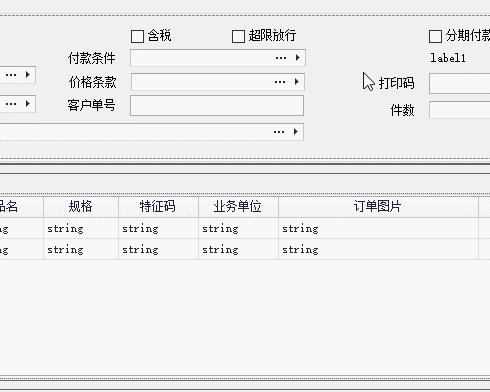 含税 超限放行 分期付款
付款条件 label1
价格条款 打印码
客户单号 件数
品名 规格 特征码 业务单位 订单图片
string string string string
string string string string